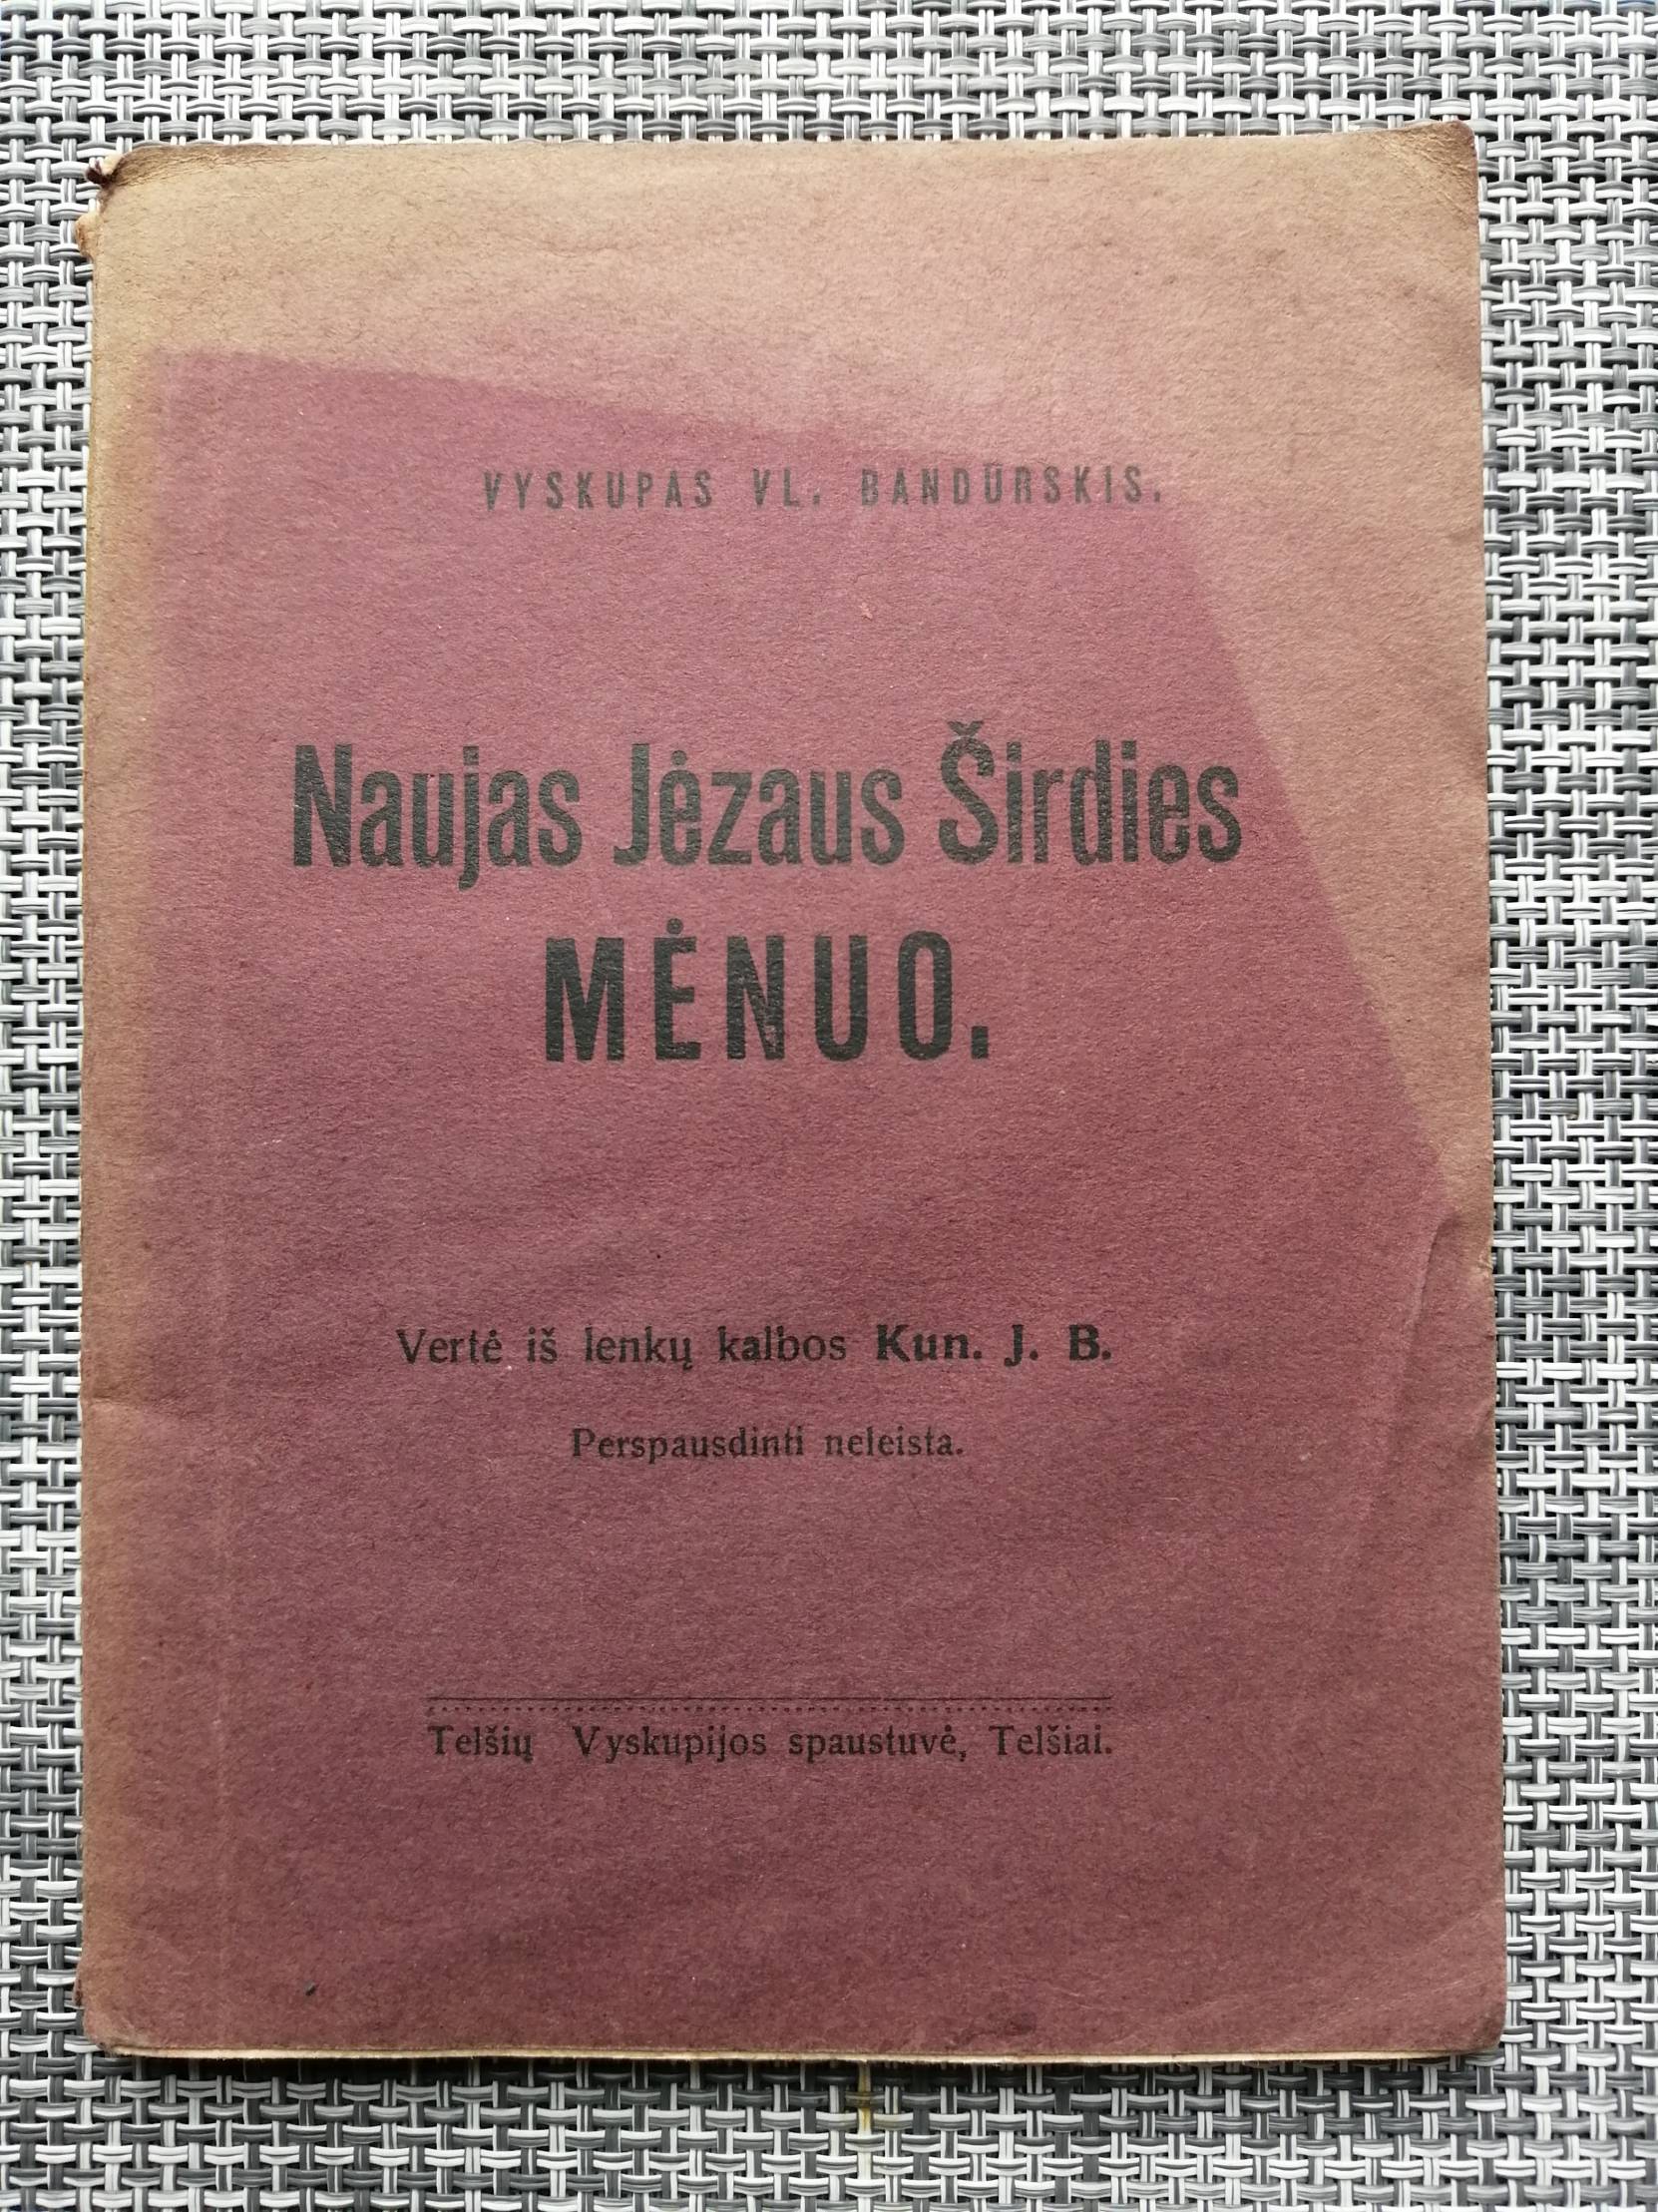 VYSKUPAS VL. BANDURSKIS.
Naujas Jėzaus Širdies
MĖNUO.
Vertė iš lenkų kalbos Kun. J. B.
Perspausdinti neleista.
Telšių Vyskupijos spaustuvė, Telšiai.